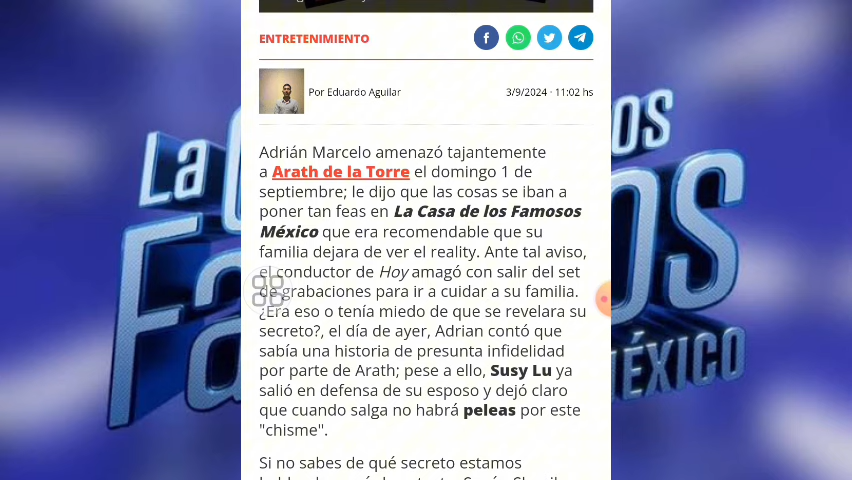 ENTRETENIMIENTO
Por Eduardo Aguilar
3/9/2024 · 11:02 hs
Adrián Marcelo amenazó tajantemente
a Arath de la Torre el domingo 1 de
septiembre; le dijo que las cosas se iban a
poner tan feas en La Casa de los Famosos
México que era recomendable que su
familia dejara de ver el reality. Ante tal aviso,
el conductor de Hoy amagó con salir del set
de grabaciones para ir a cuidar a su familia.
¿Era eso o tenía miedo de que se revelara su
secreto?, el día de ayer, Adrian contó que
sabía una historia de presunta infidelidad
por parte de Arath; pese a ello, Susy Lu ya
salió en defensa de su esposo y dejó claro
que cuando salga no habrá peleas por este
"chisme".
Si no sabes de qué secreto estamos
La
Fa
OS
os
MÉXICO